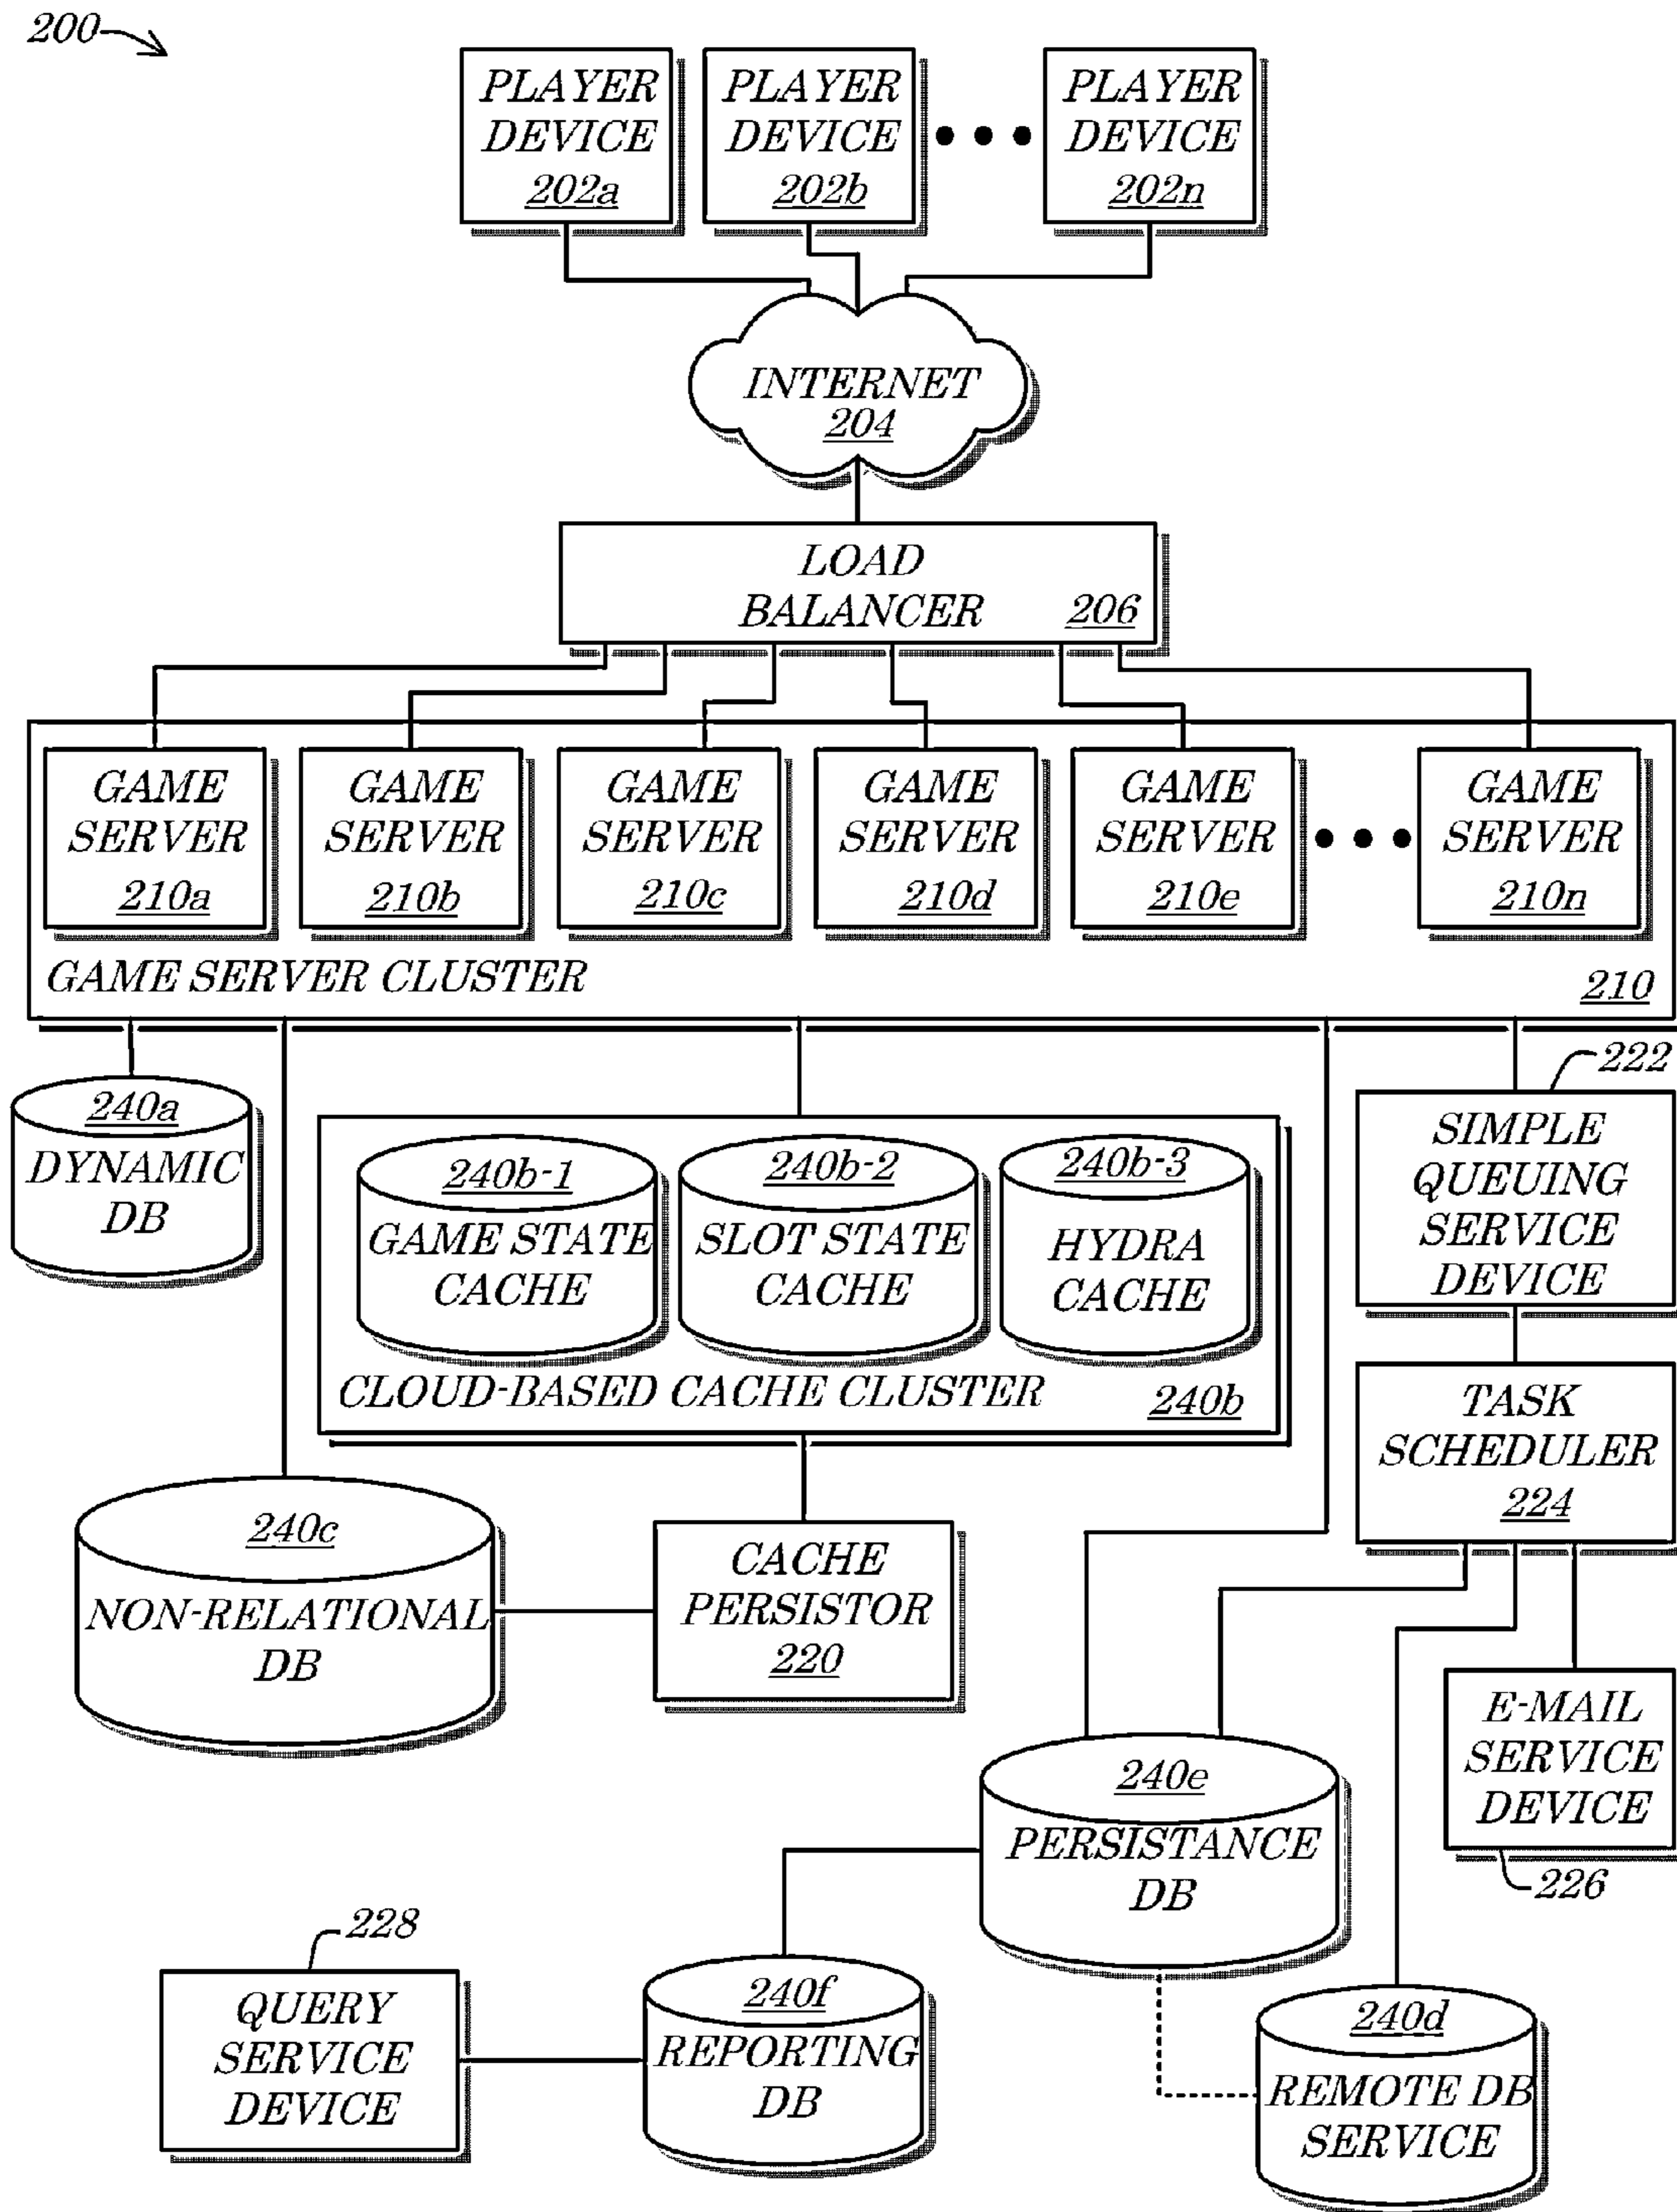 200
PLAYER
DEVICE
202a
PLAYER
DEVICE
202b
PLAYER
DEVICE
202n
INTERNET
204
LOAD
BALANCER
206
GAME
SERVER
210a
GAME
SERVER
210b
GAME
SERVER
210c
GAME
SERVER
210d
GAME
SERVER
210e
GAME
SERVER
210n
GAME SERVER CLUSTER
210
240a
DYNAMIC
DB
240b-1
GAME STATE
CACHE
240b-2
SLOT STATE
CACHE
240b-3
HYDRA
CACHE
CLOUD-BASED CACHE CLUSTER
240b
222
SIMPLE
QUEUING
SERVICE
DEVICE
TASK
SCHEDULER
224
240c
NON-RELATIONAL
DB
CACHE
PERSISTOR
220
E-MAIL
SERVICE
DEVICE
226
240e
PERSISTANCE
DB
228
QUERY
SERVICE
DEVICE
240f
REPORTING
DB
240d
REMOTE DB
SERVICE